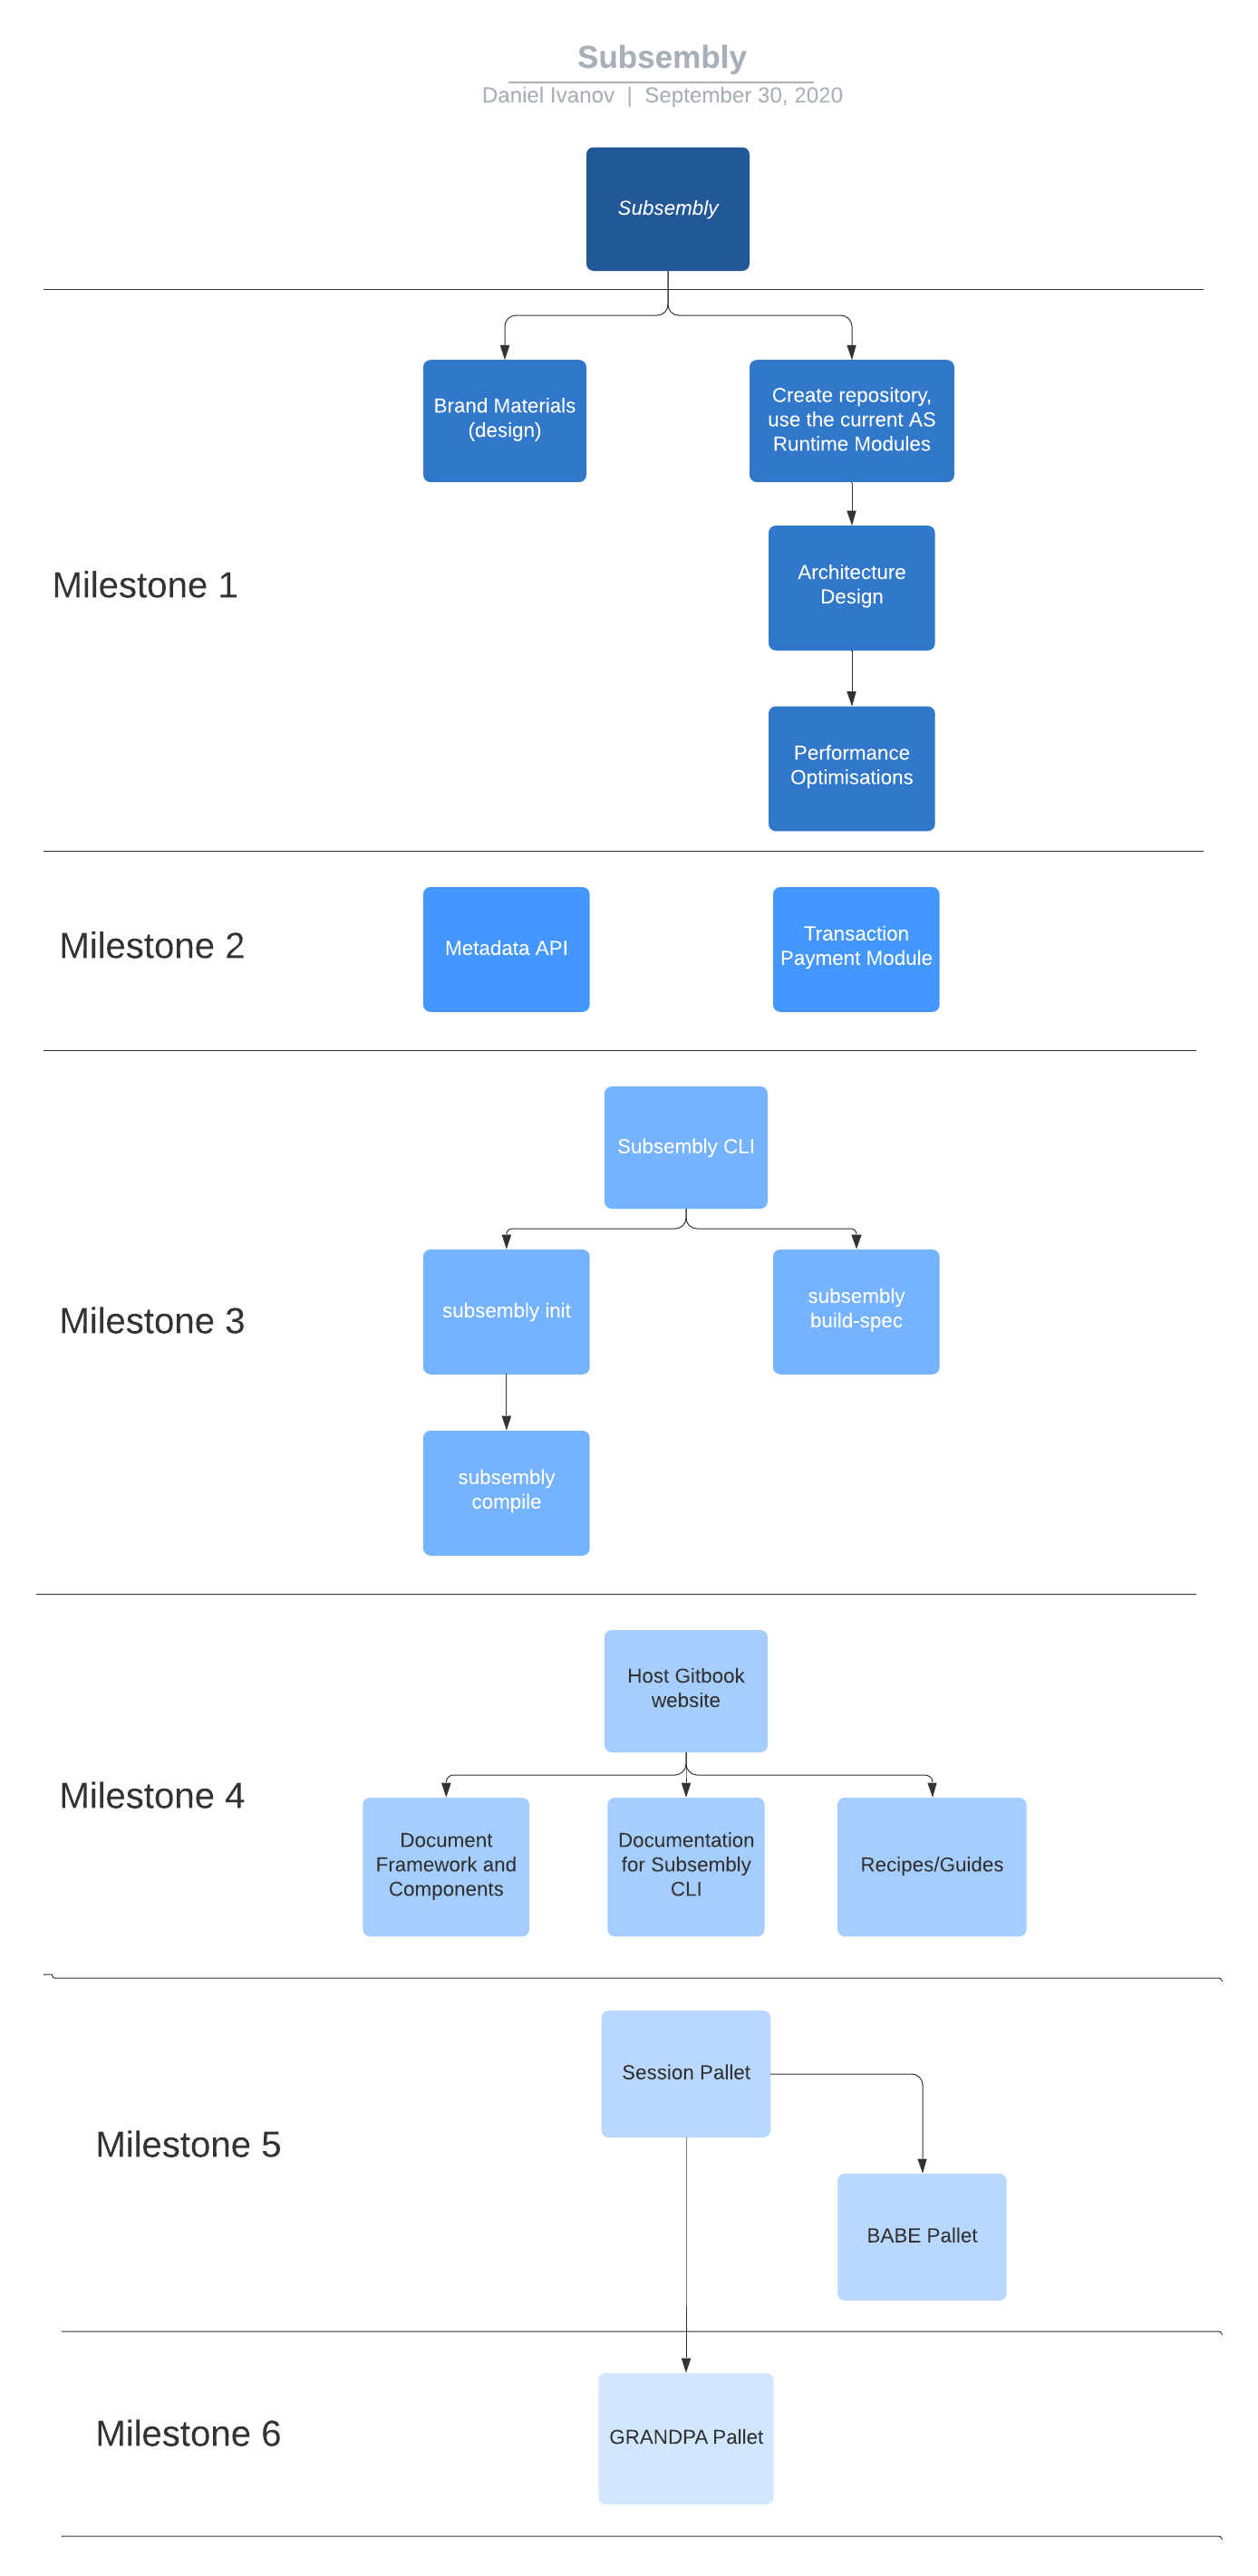 Subsembly
Daniel Ivanov | September 30, 2020
Subsembly
Brand Materials
(design)
Create repository,
use the current AS
Runtime Modules
Milestone 1
Architecture
Design
Performance
Optimisations
Milestone 2
Metadata API
Transaction
Payment Module
Subsembly CLI
Milestone 3
subsembly init
subsembly
build-spec
subsembly
compile
Host Gitbook
website
Milestone 4
Document
Framework and
Components
Documentation
for Subsembly
CLI
Recipes/Guides
Session Pallet
Milestone 5
BABE Pallet
Milestone 6
GRANDPA Pallet